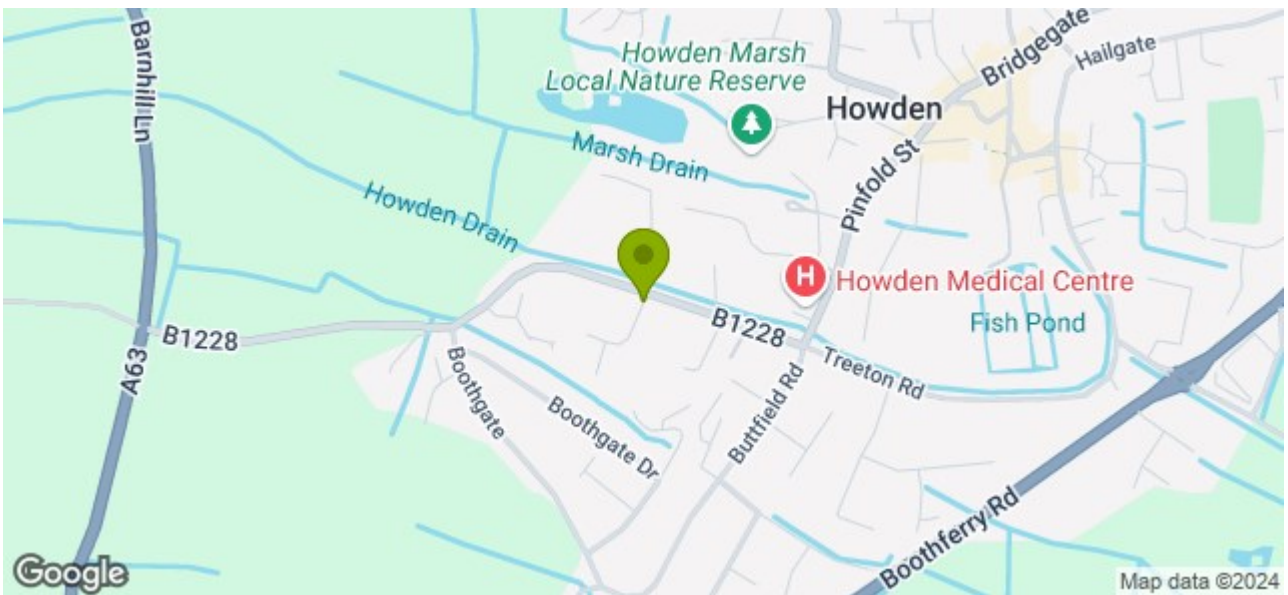 Barnhill Ln
Howden Marsh
Local Nature Reserve
Bridgegate
Hailgate
Howden
Marsh Drain
Pinfold St
Howden Drain
H
Howden Medical Centre
B1228
Fish Pond
B1228
A63
Treeton Rd
Boothgate
Buttfield Rd
Boothgate Dr
Boothferry Rd
Google
Map data ©2024